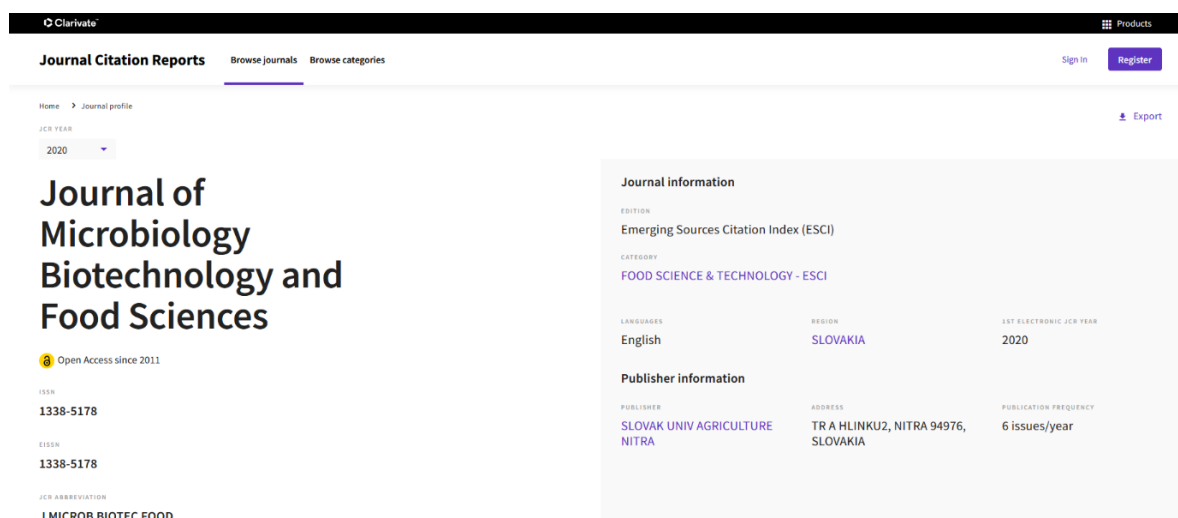 Clarivate™
Products
Journal Citation Reports
Browse journals
Browse categories
Sign In
Register
Home > Journal profile
Export
JCR YEAR
2020
Journal of
Microbiology
Biotechnology and
Food Sciences
Open Access since 2011
ISSN
1338-5178
EISSN
1338-5178
JCR ABBREVIATION
J MICROB BIOTEC FOOD
Journal information
EDITION
Emerging Sources Citation Index (ESCI)
CATEGORY
FOOD SCIENCE & TECHNOLOGY - ESCI
LANGUAGES
English
REGION
SLOVAKIA
1ST ELECTRONIC JCR YEAR
2020
Publisher information
PUBLISHER
SLOVAK UNIV AGRICULTURE
NITRA
ADDRESS
TR A HLINKU2, NITRA 94976,
SLOVAKIA
PUBLICATION FREQUENCY
6 issues/year